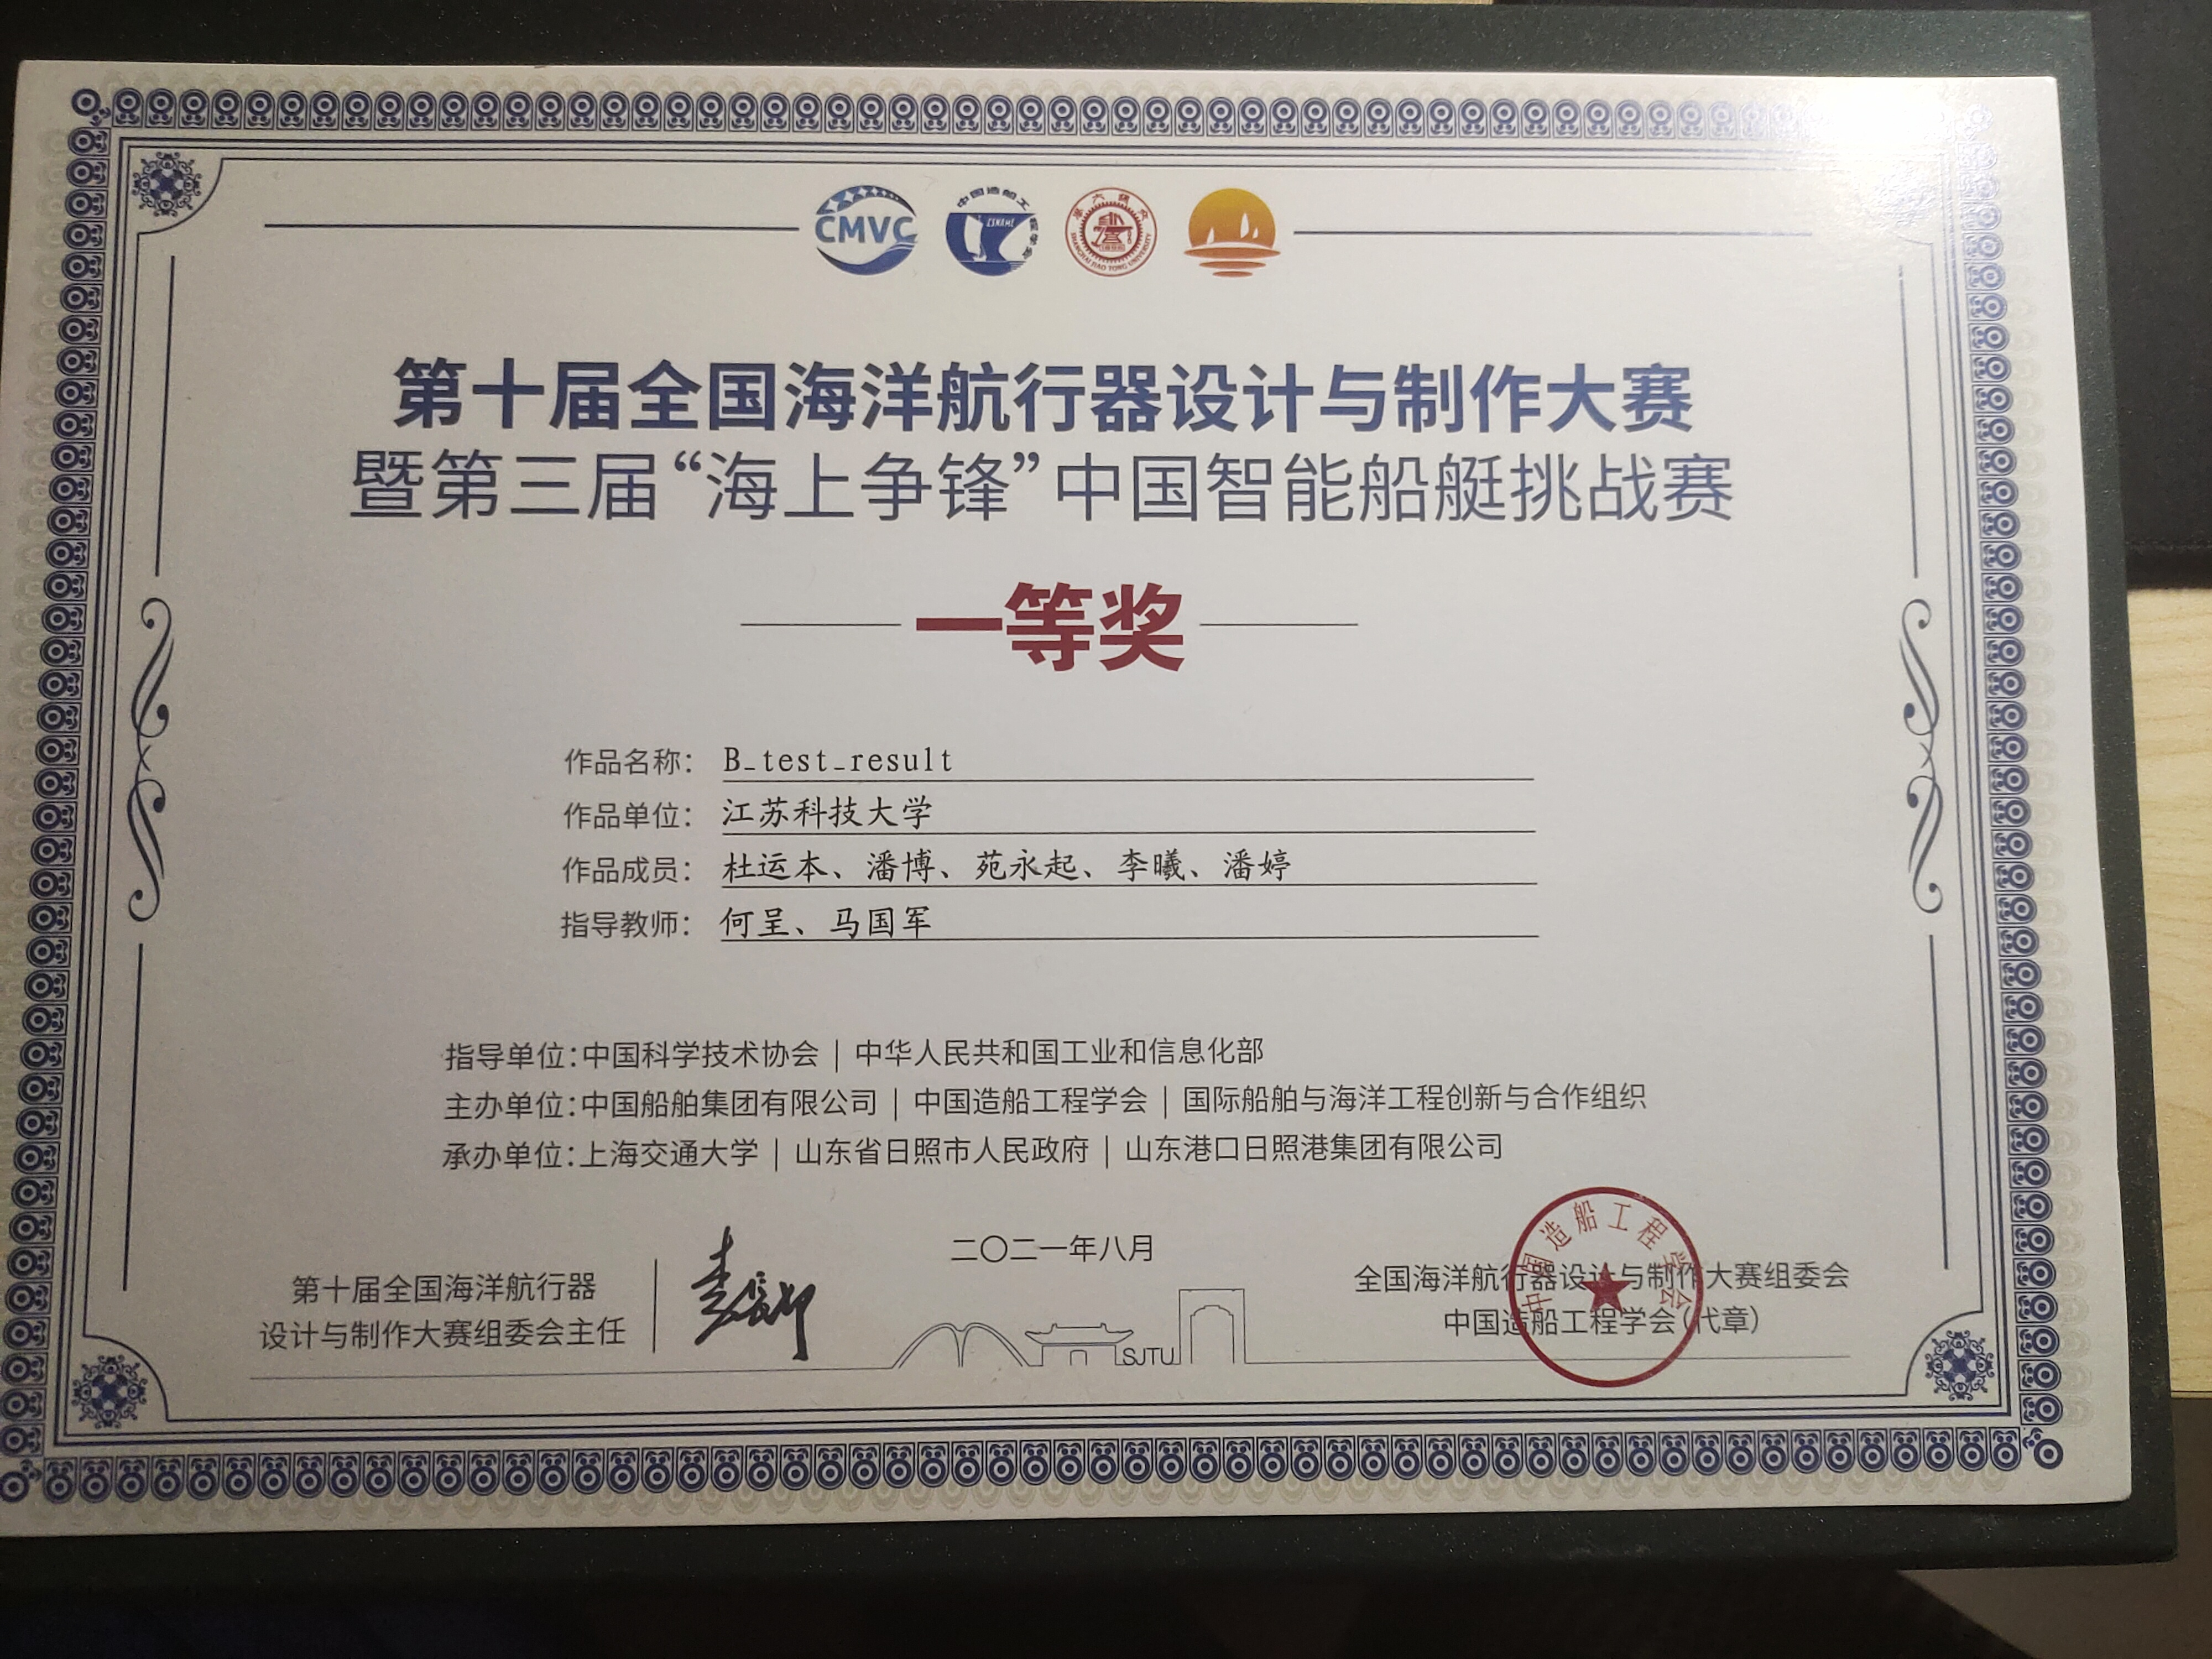 CMVC
中国造船工程学会
CSNAME
SHANGHAI JIAO TONG UNIVERSITY
第十届全国海洋航行器设计与制作大赛
暨第三届“海上争锋”中国智能船艇挑战赛
一等奖
作品名称：B_test_result
作品单位：江苏科技大学
作品成员：杜运本、潘博、苑永起、李曦、潘婷
指导教师：何呈、马国军
指导单位：中国科学技术协会｜中华人民共和国工业和信息化部
主办单位：中国船舶集团有限公司｜中国造船工程学会｜国际船舶与海洋工程创新与合作组织
承办单位：上海交通大学｜山东省日照市人民政府｜山东港口日照港集团有限公司
二〇二一年八月
第十届全国海洋航行器
设计与制作大赛组委会主任
SJTU
全国海洋航行器设计与制作大赛组委会
中国造船工程学会（代章）
中国造船工程学会